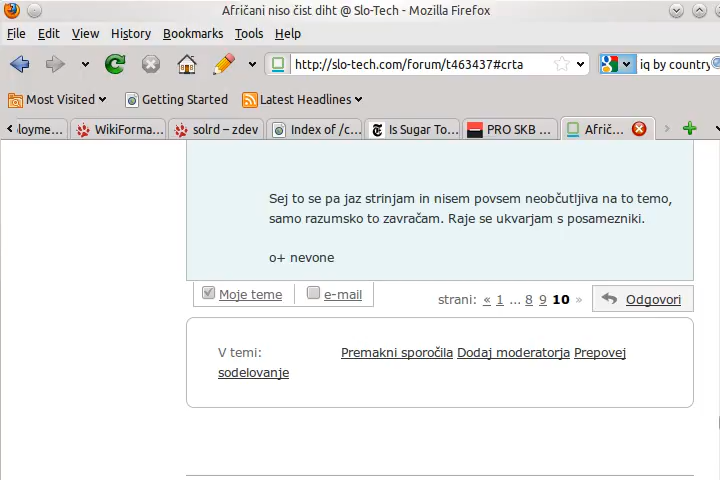 Afričani niso čist diht @ Slo-Tech - Mozilla Firefox
File Edit View History Bookmarks Tools Help
http://slo-tech.com/forum/t463437#crta iq by country
Most Visited Getting Started Latest Headlines
WikiForma... solrd – zdev Index of /c... Is Sugar To... PRO SKB ... Afrič...
Sej to se pa jaz strinjam in nisem povsem neobčutljiva na to temo,
samo razumsko to zavračam. Raje se ukvarjam s posamezniki.
o+ nevone
Moje teme e-mail strani: « 1 ... 8 9 10 » Odgovori
V temi: Premakni sporočila Dodaj moderatorja Prepovej
sodelovanje